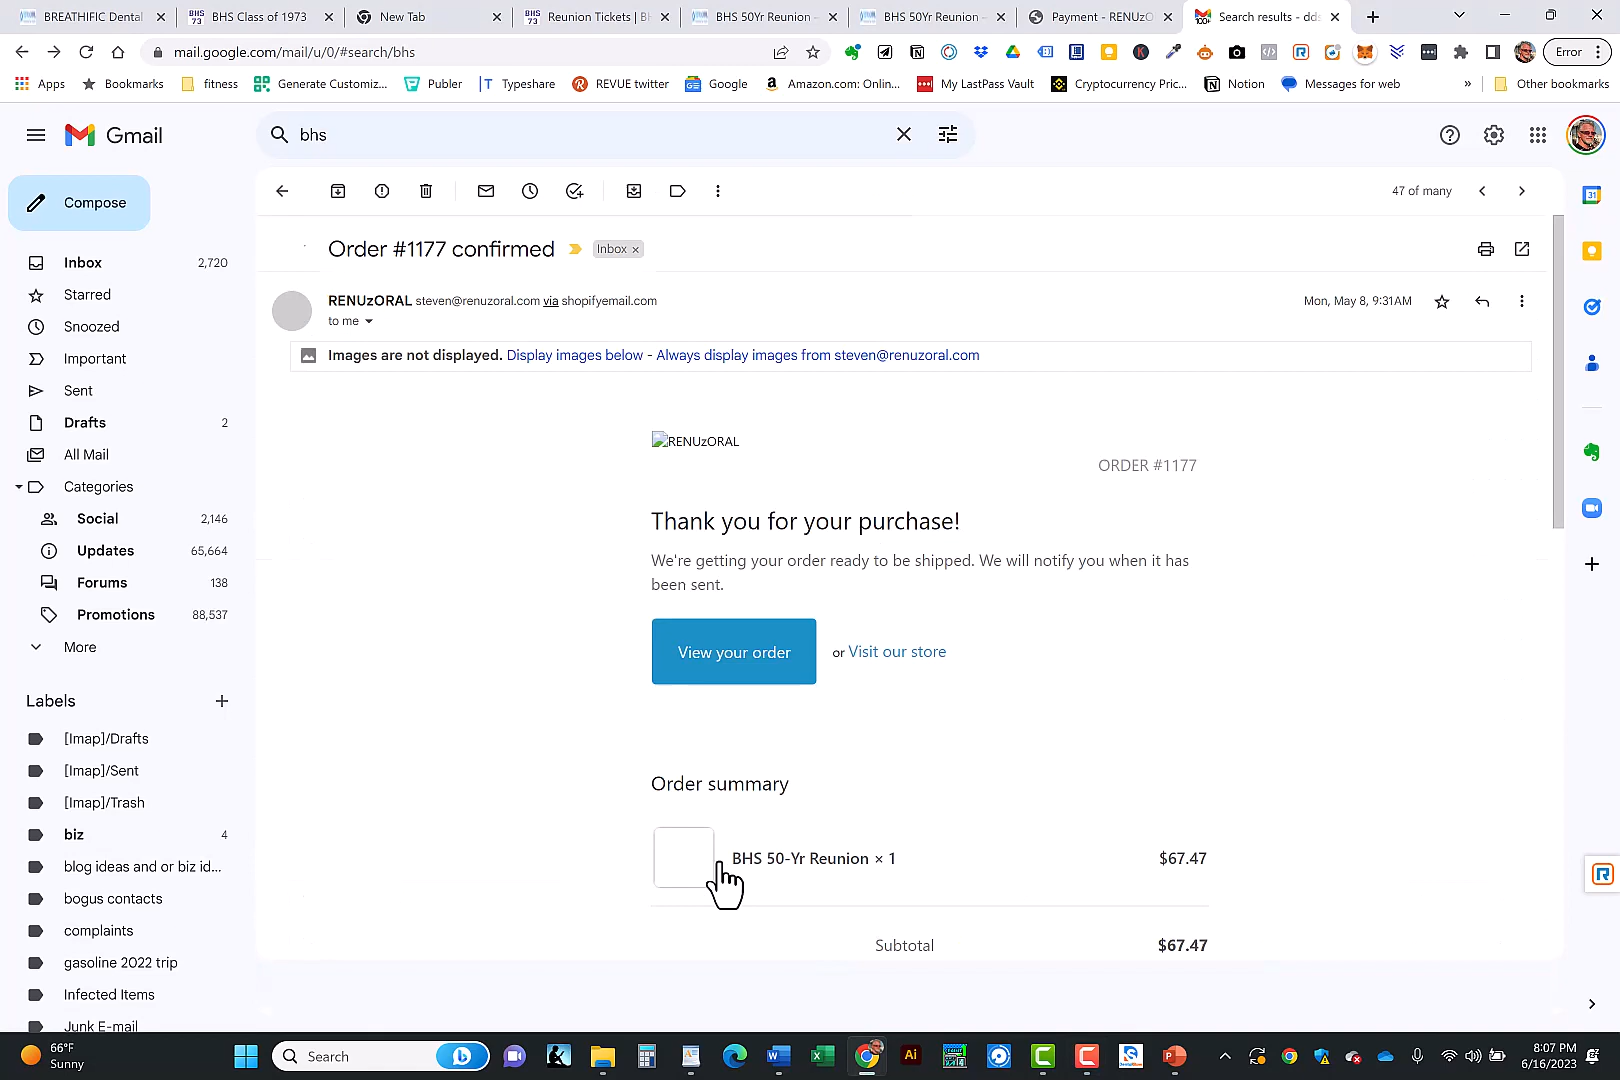 BREATHIFIC Dental
BHS Class of 1973
New Tab
Reunion Tickets | BH
BHS 50Yr Reunion -
BHS 50Yr Reunion -
Payment - RENUzO
Search results - dds
mail.google.com/mail/u/0/#search/bhs
Error
Apps
Bookmarks
fitness
Generate Customiz...
Publer
Typeshare
REVUE twitter
Google
Amazon.com: Onlin...
My LastPass Vault
Cryptocurrency Pric...
Notion
Messages for web
»
Other bookmarks
Gmail
bhs
Compose
47 of many
Inbox 2,720
Starred
Snoozed
Important
Sent
Drafts 2
All Mail
Categories
Social 2,146
Updates 65,664
Forums 138
Promotions 88,537
More
Labels
[Imap]/Drafts
[Imap]/Sent
[Imap]/Trash
biz 4
blog ideas and or biz id...
bogus contacts
complaints
gasoline 2022 trip
Infected Items
Junk E-mail
Order #1177 confirmed
Inbox ×
RENUzORAL steven@renuzoral.com via shopifyemail.com
Mon, May 8, 9:31AM
to me
Images are not displayed. Display images below - Always display images from steven@renuzoral.com
RENUzORAL
ORDER #1177
Thank you for your purchase!
We're getting your order ready to be shipped. We will notify you when it has
been sent.
View your order
or Visit our store
Order summary
BHS 50-Yr Reunion × 1 $67.47
Subtotal $67.47
66°F
Sunny
Search
8:07 PM
6/16/2023